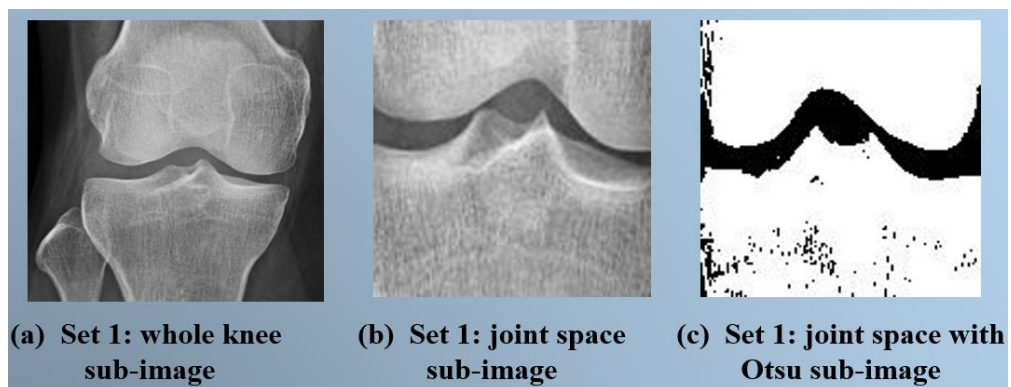 (a) Set 1: whole knee
sub-image
(b) Set 1: joint space
sub-image
(c) Set 1: joint space with
Otsu sub-image